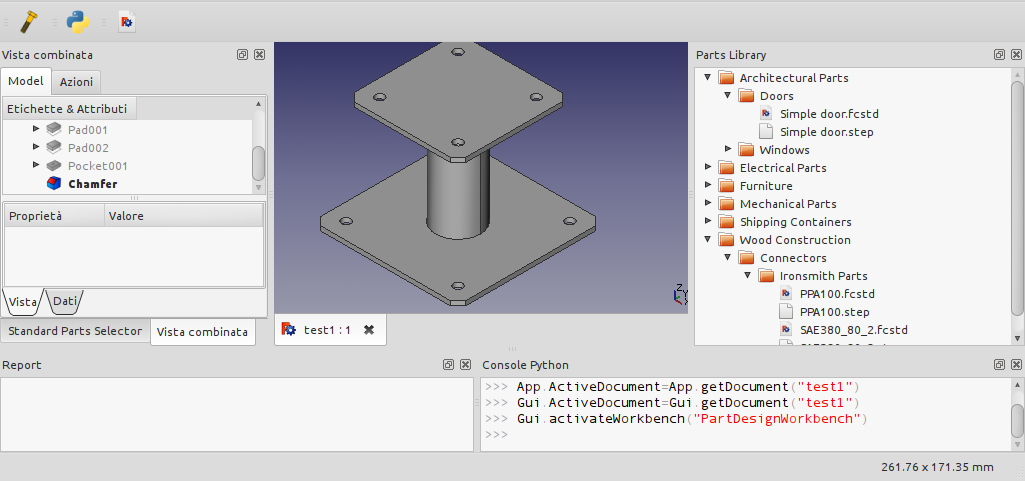 Vista combinata
Model
Azioni
Etichette & Attributi
Pad001
Pad002
Pocket001
Chamfer
Proprietà
Valore
Vista
Dati
Standard Parts Selector
Vista combinata
Z
Y
test1 : 1
Parts Library
Architectural Parts
Doors
Simple door.fcstd
Simple door.step
Windows
Electrical Parts
Furniture
Mechanical Parts
Shipping Containers
Wood Construction
Connectors
Ironsmith Parts
PPA100.fcstd
PPA100.step
SAE380_80_2.fcstd
Report
Console Python
>>> App.ActiveDocument=App.getDocument("test1")
>>> Gui.ActiveDocument=Gui.getDocument("test1")
>>> Gui.activateWorkbench("PartDesignWorkbench")
>>>
261.76 x 171.35 mm